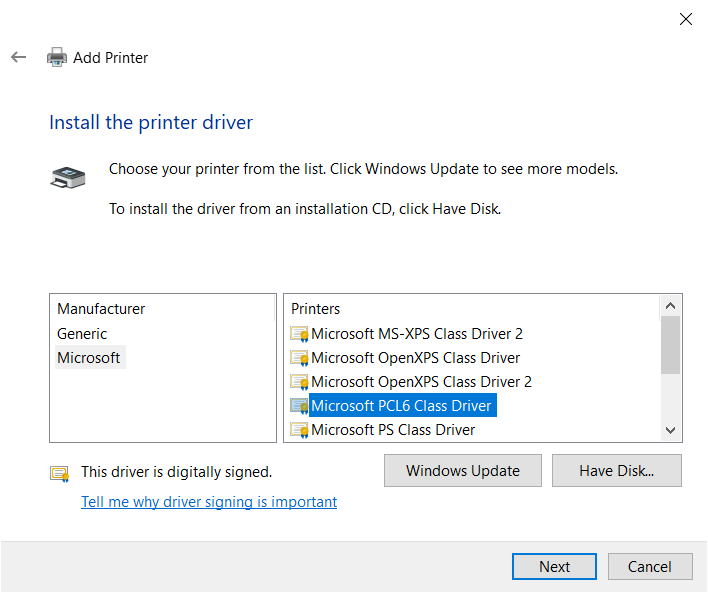 Add Printer
Install the printer driver
Choose your printer from the list. Click Windows Update to see more models.
To install the driver from an installation CD, click Have Disk.
Manufacturer
Generic
Microsoft
Printers
Microsoft MS-XPS Class Driver 2
Microsoft OpenXPS Class Driver
Microsoft OpenXPS Class Driver 2
Microsoft PCL6 Class Driver
Microsoft PS Class Driver
This driver is digitally signed.
Windows Update
Have Disk...
Tell me why driver signing is important
Next
Cancel